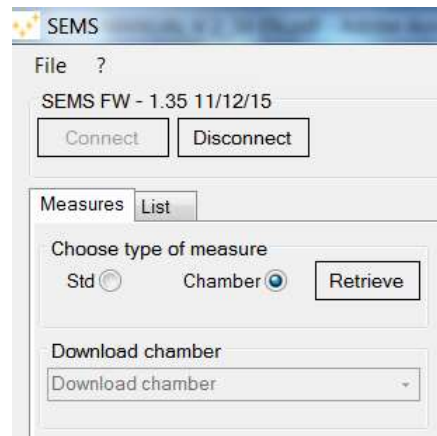 SEMS
File ?
SEMS FW - 1.35 11/12/15
Connect Disconnect
Measures List
Choose type of measure
Std Chamber Retrieve
Download chamber
Download chamber